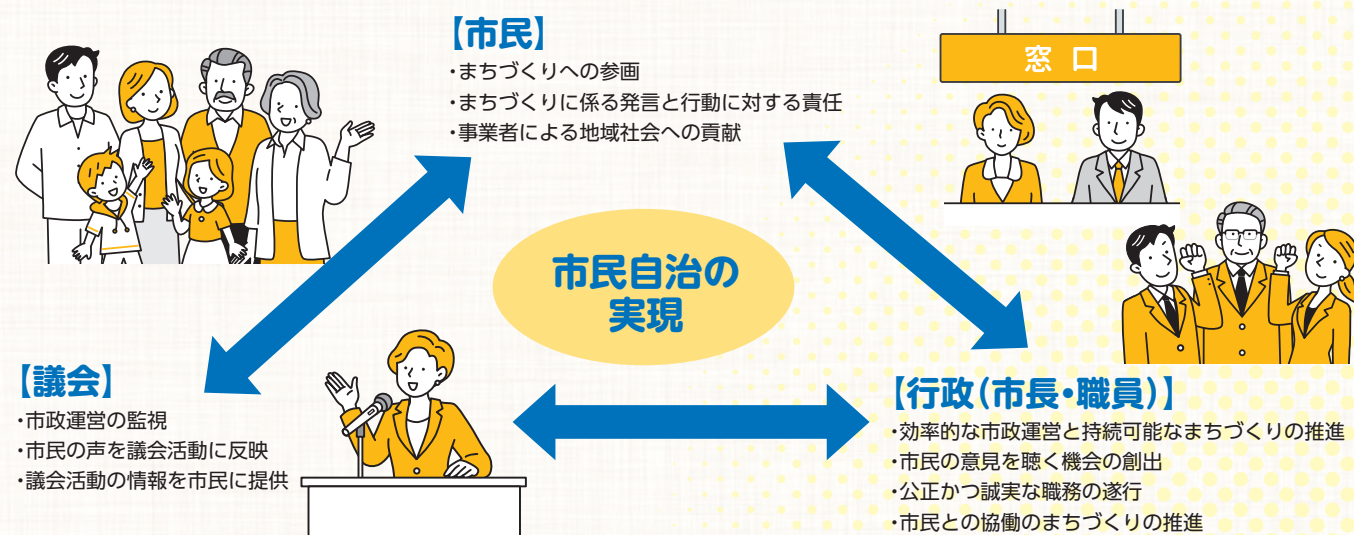 【市民】
・まちづくりへの参画
・まちづくりに係る発言と行動に対する責任
・事業者による地域社会への貢献
窓口
市民自治の
実現
【議会】
・市政運営の監視
・市民の声を議会活動に反映
・議会活動の情報を市民に提供
【行政(市長・職員)】
・効率的な市政運営と持続可能なまちづくりの推進
・市民の意見を聴く機会の創出
・公正かつ誠実な職務の遂行
・市民との協働のまちづくりの推進